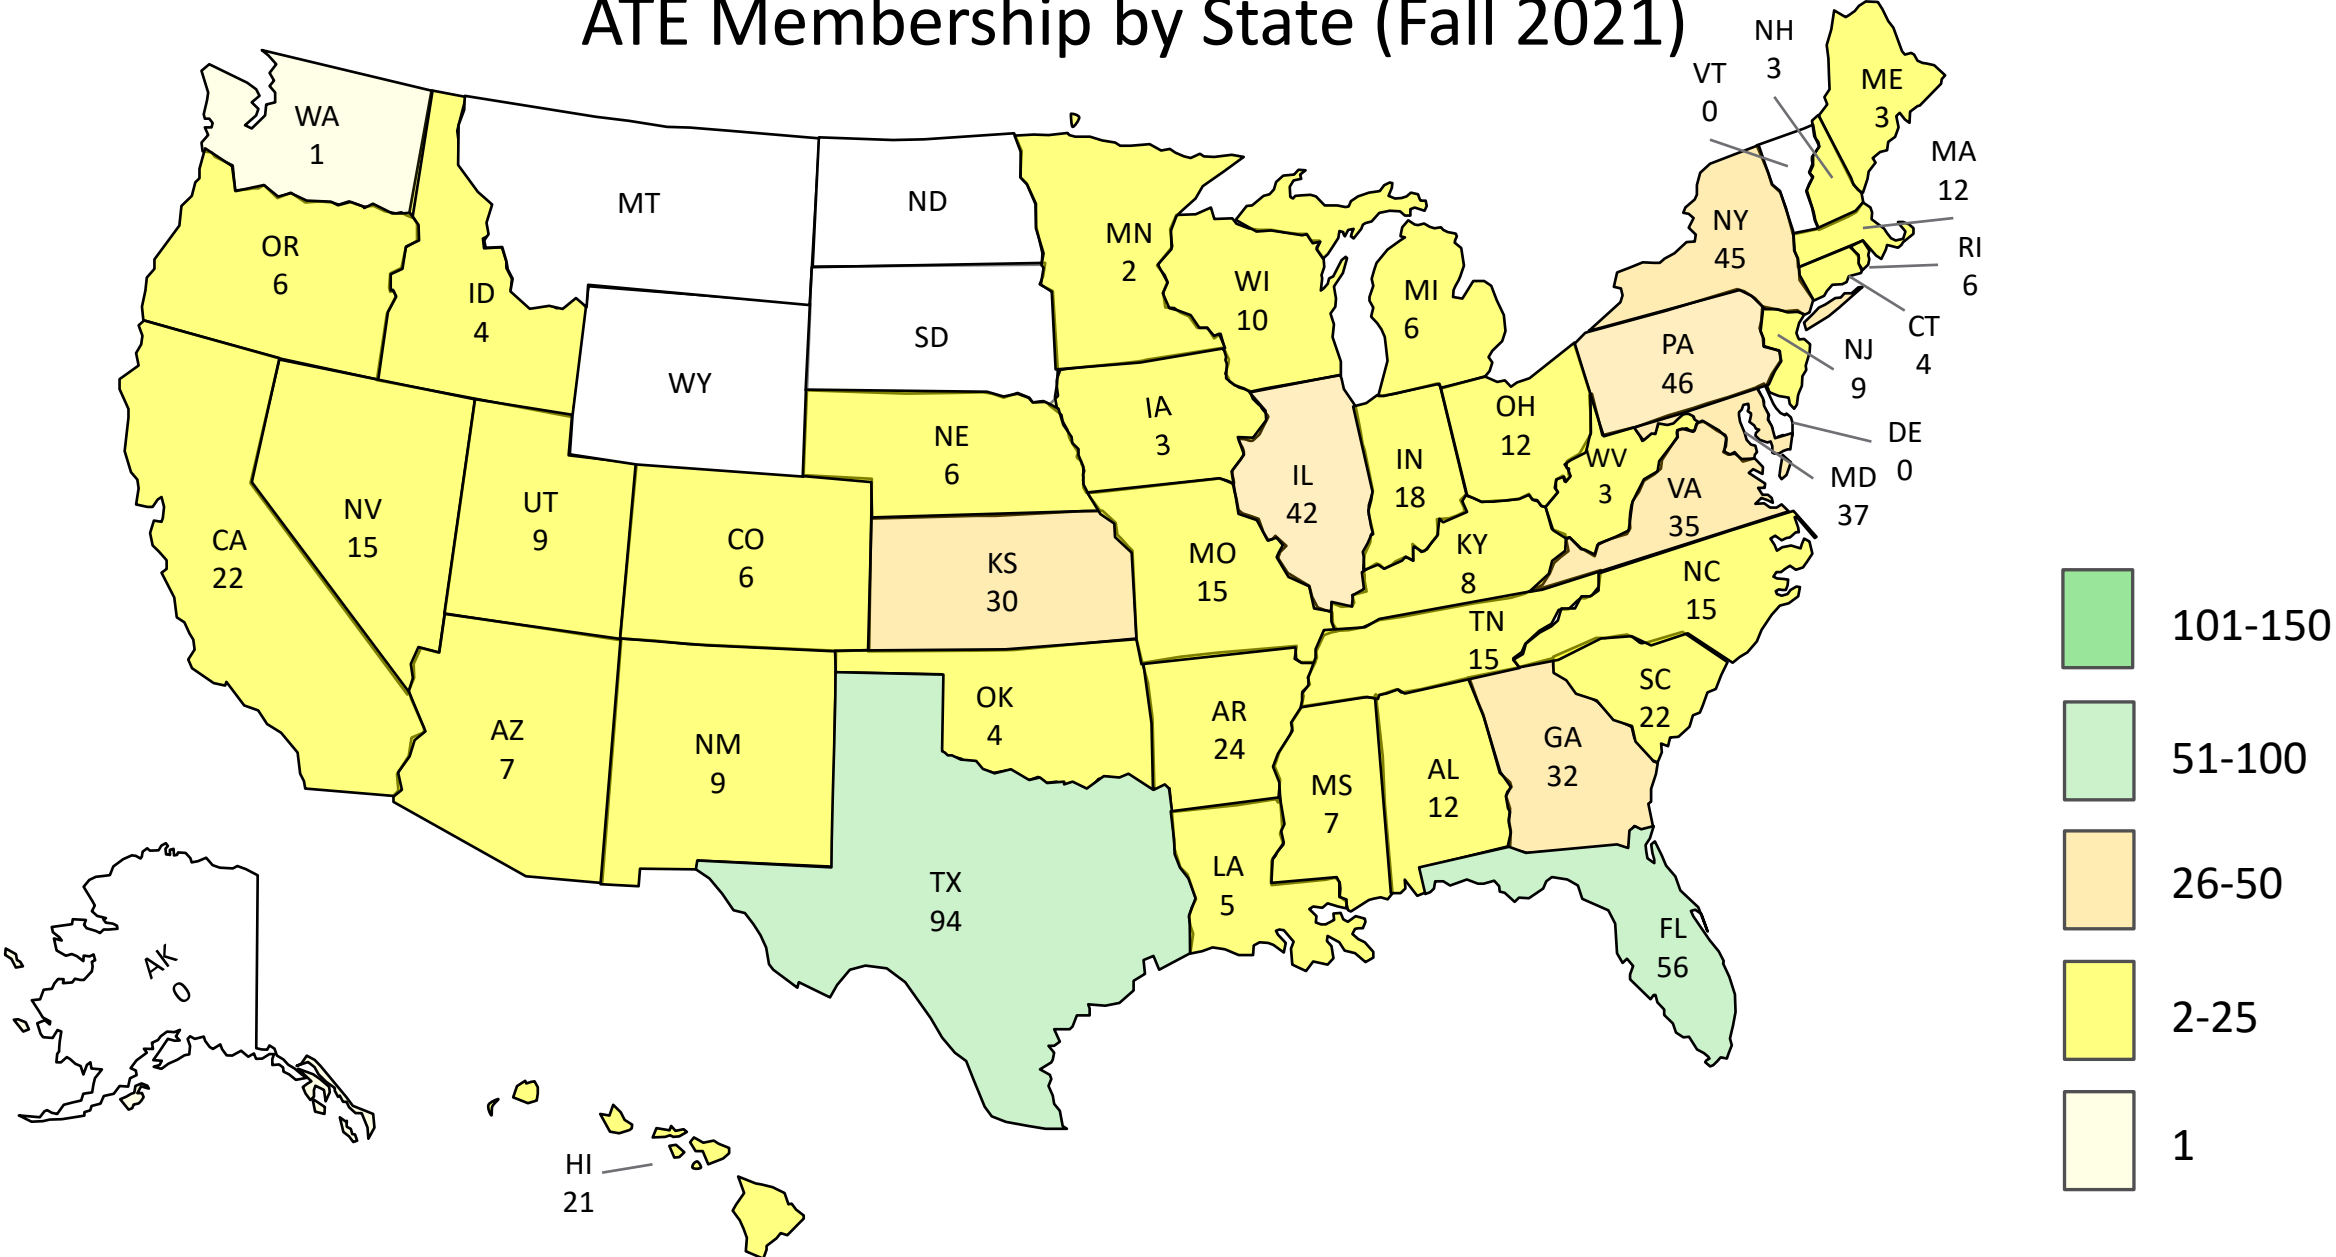 ATE Membership by State (Fall 2021)
NH
3
VT
0
ME
3
WA
1
MA
12
MT
ND
NY
45
MN
2
OR
6
RI
6
WI
10
ID
4
MI
6
SD
CT
4
PA
46
NJ
9
WY
IA
3
OH
12
NE
6
DE
0
IN
18
WV
3
IL
42
MD
37
VA
35
UT
9
NV
15
CA
22
CO
6
KS
30
MO
15
KY
8
NC
15
TN
15
101-150
SC
22
OK
4
AR
24
AZ
7
NM
9
GA
32
AL
12
MS
7
51-100
LA
5
TX
94
26-50
FL
56
AK
0
2-25
1
HI
21